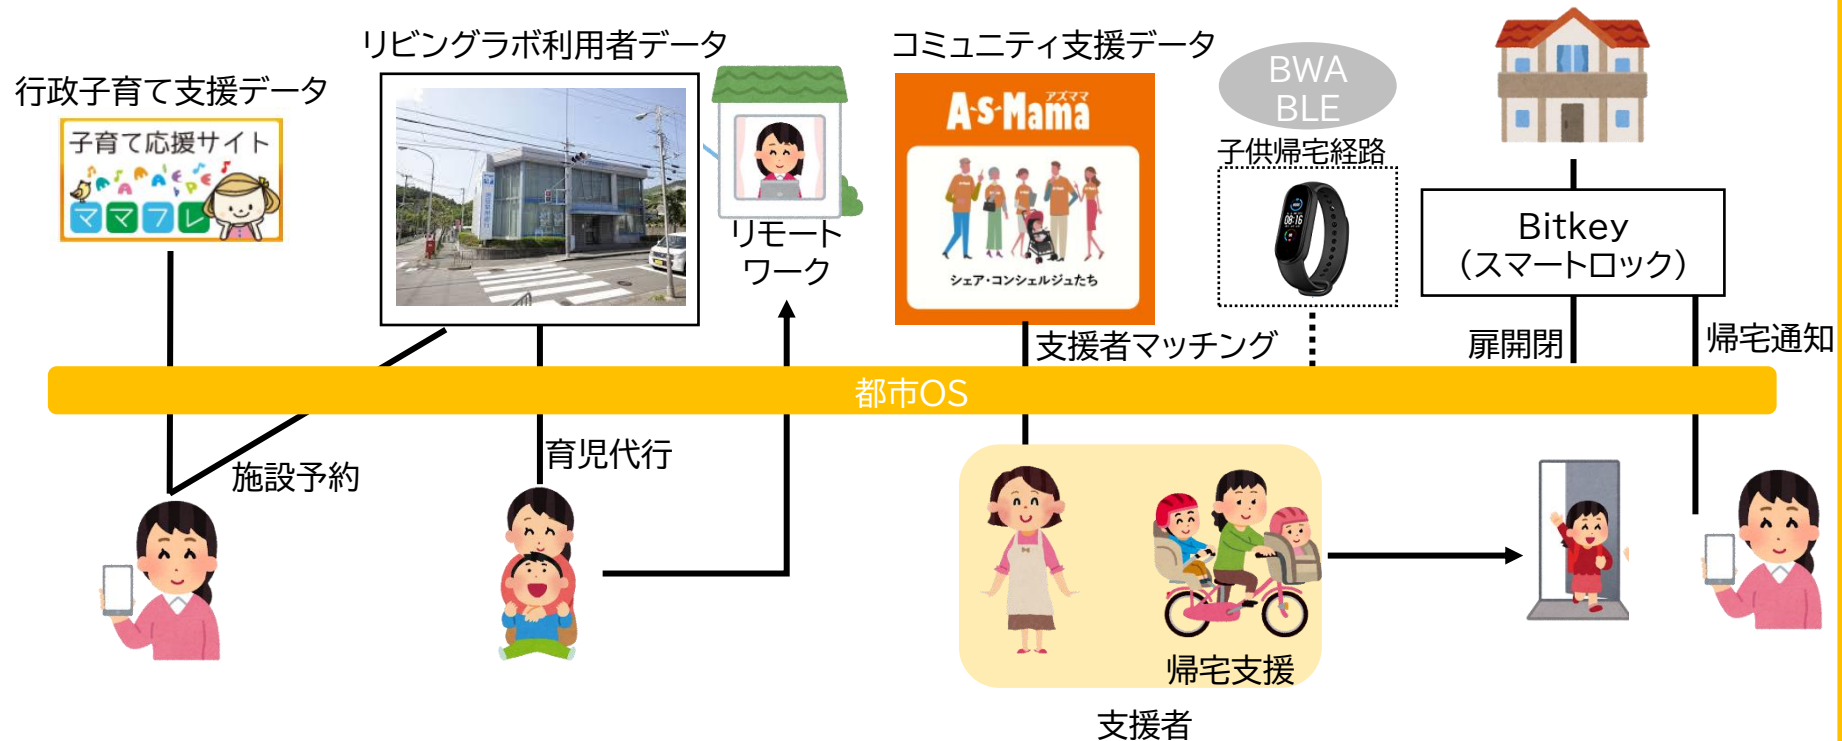 行政子育て支援データ
子育て応援サイト
ママフレ
リビングラボ利用者データ
リモート
ワーク
コミュニティ支援データ
アズママ
A·S·Mama
シェア・コンシェルジュたち
BWA
BLE
子供帰宅経路
08:16
Bitkey
（スマートロック）
支援者マッチング
扉開閉
帰宅通知
都市OS
施設予約
育児代行
帰宅支援
支援者